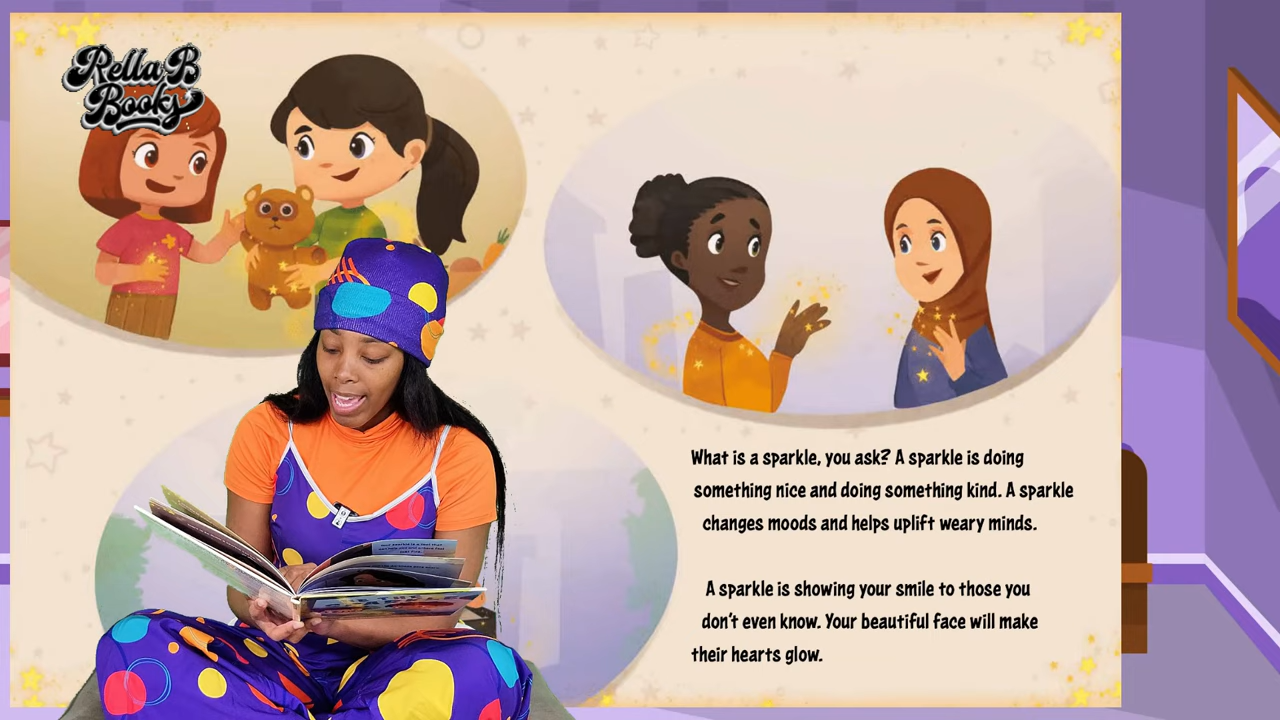 Rella B
Books
What is a sparkle, you ask? A sparkle is doing
something nice and doing something kind. A sparkle
changes moods and helps uplift weary minds.
A sparkle is showing your smile to those you
don't even know. Your beautiful face will make
their hearts glow.